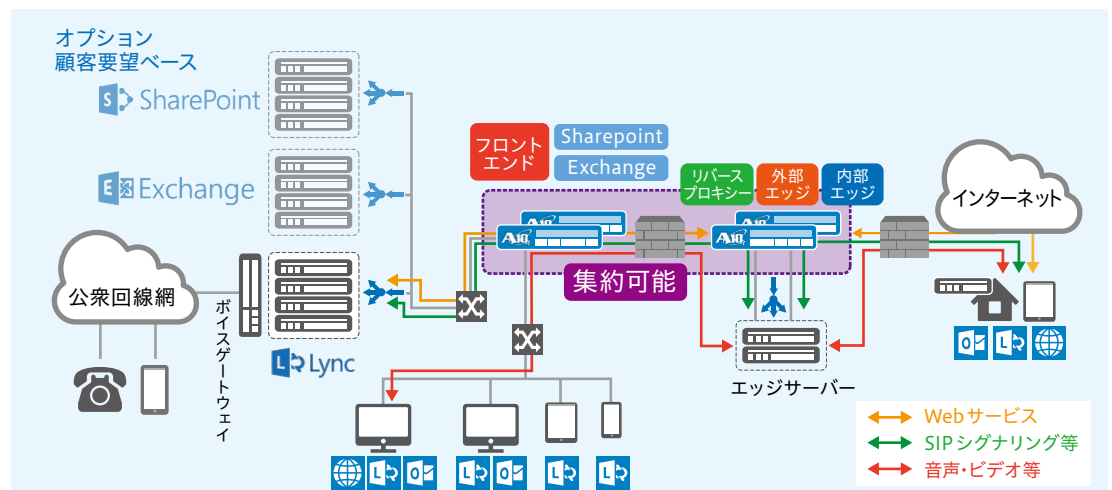 オプション
顧客要望ベース
S SharePoint
E Exchange
フロント
エンド
Sharepoint
Exchange
リバース
プロキシー
外部
エッジ
内部
エッジ
インターネット
A10
A10
A10
A10
集約可能
公衆回線網
ボイスゲートウェイ
L Lync
エッジサーバー
O
L
L
O
L
O
L
L
Webサービス
SIPシグナリング等
音声・ビデオ等